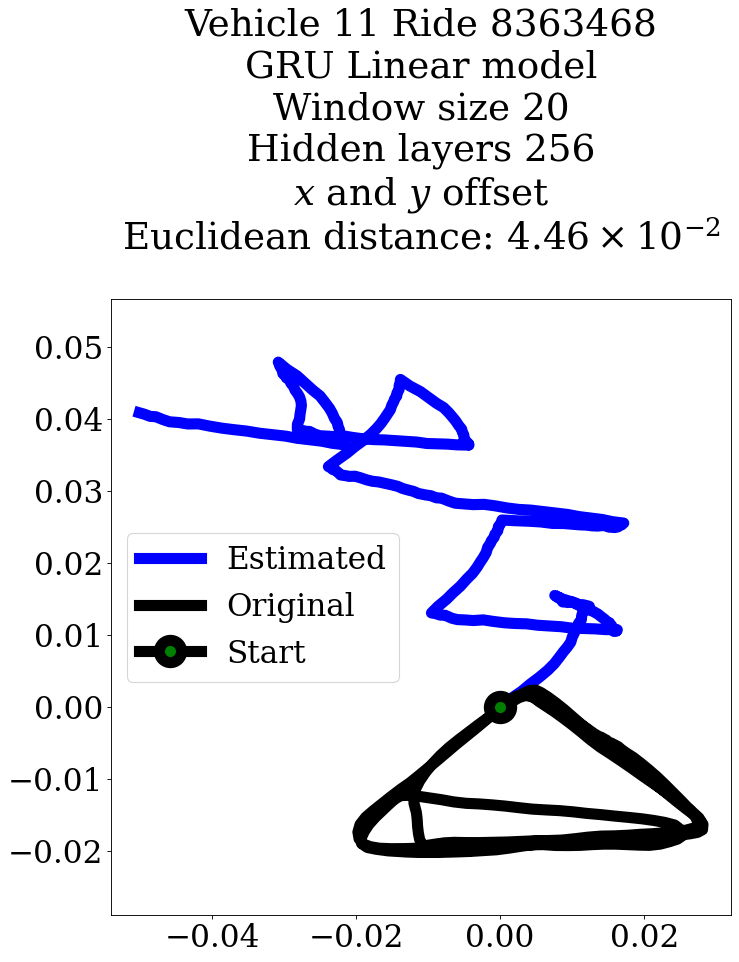 Vehicle 11 Ride 8363468
GRU Linear model
Window size 20
Hidden layers 256
x and y offset
Euclidean distance: 4.46 × 10⁻²
0.05
0.04
0.03
0.02
0.01
0.00
−0.01
−0.02
Estimated
Original
Start
−0.04
−0.02
0.00
0.02